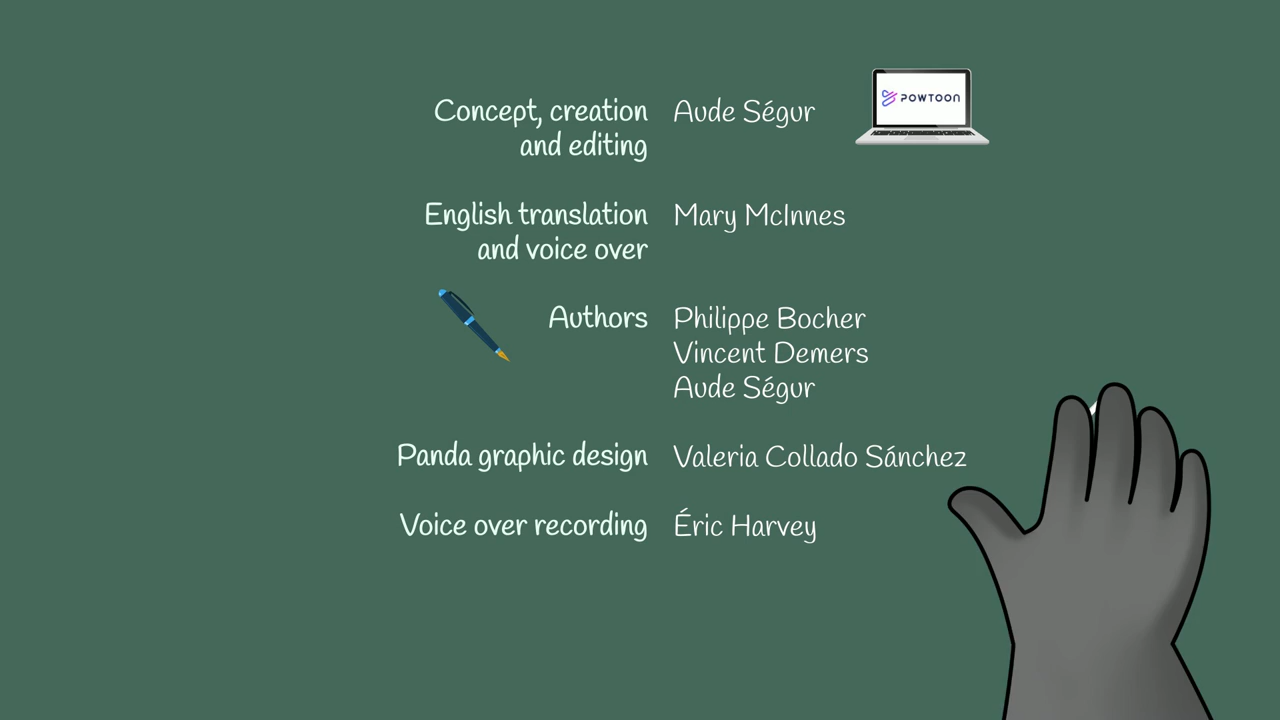 Concept, creation Aude Ségur
and editing
POWTOON
English translation Mary McInnes
and voice over
Authors Philippe Bocher
Vincent Demers
Aude Ségur
Panda graphic design Valeria Collado Sánchez
Voice over recording Éric Harvey